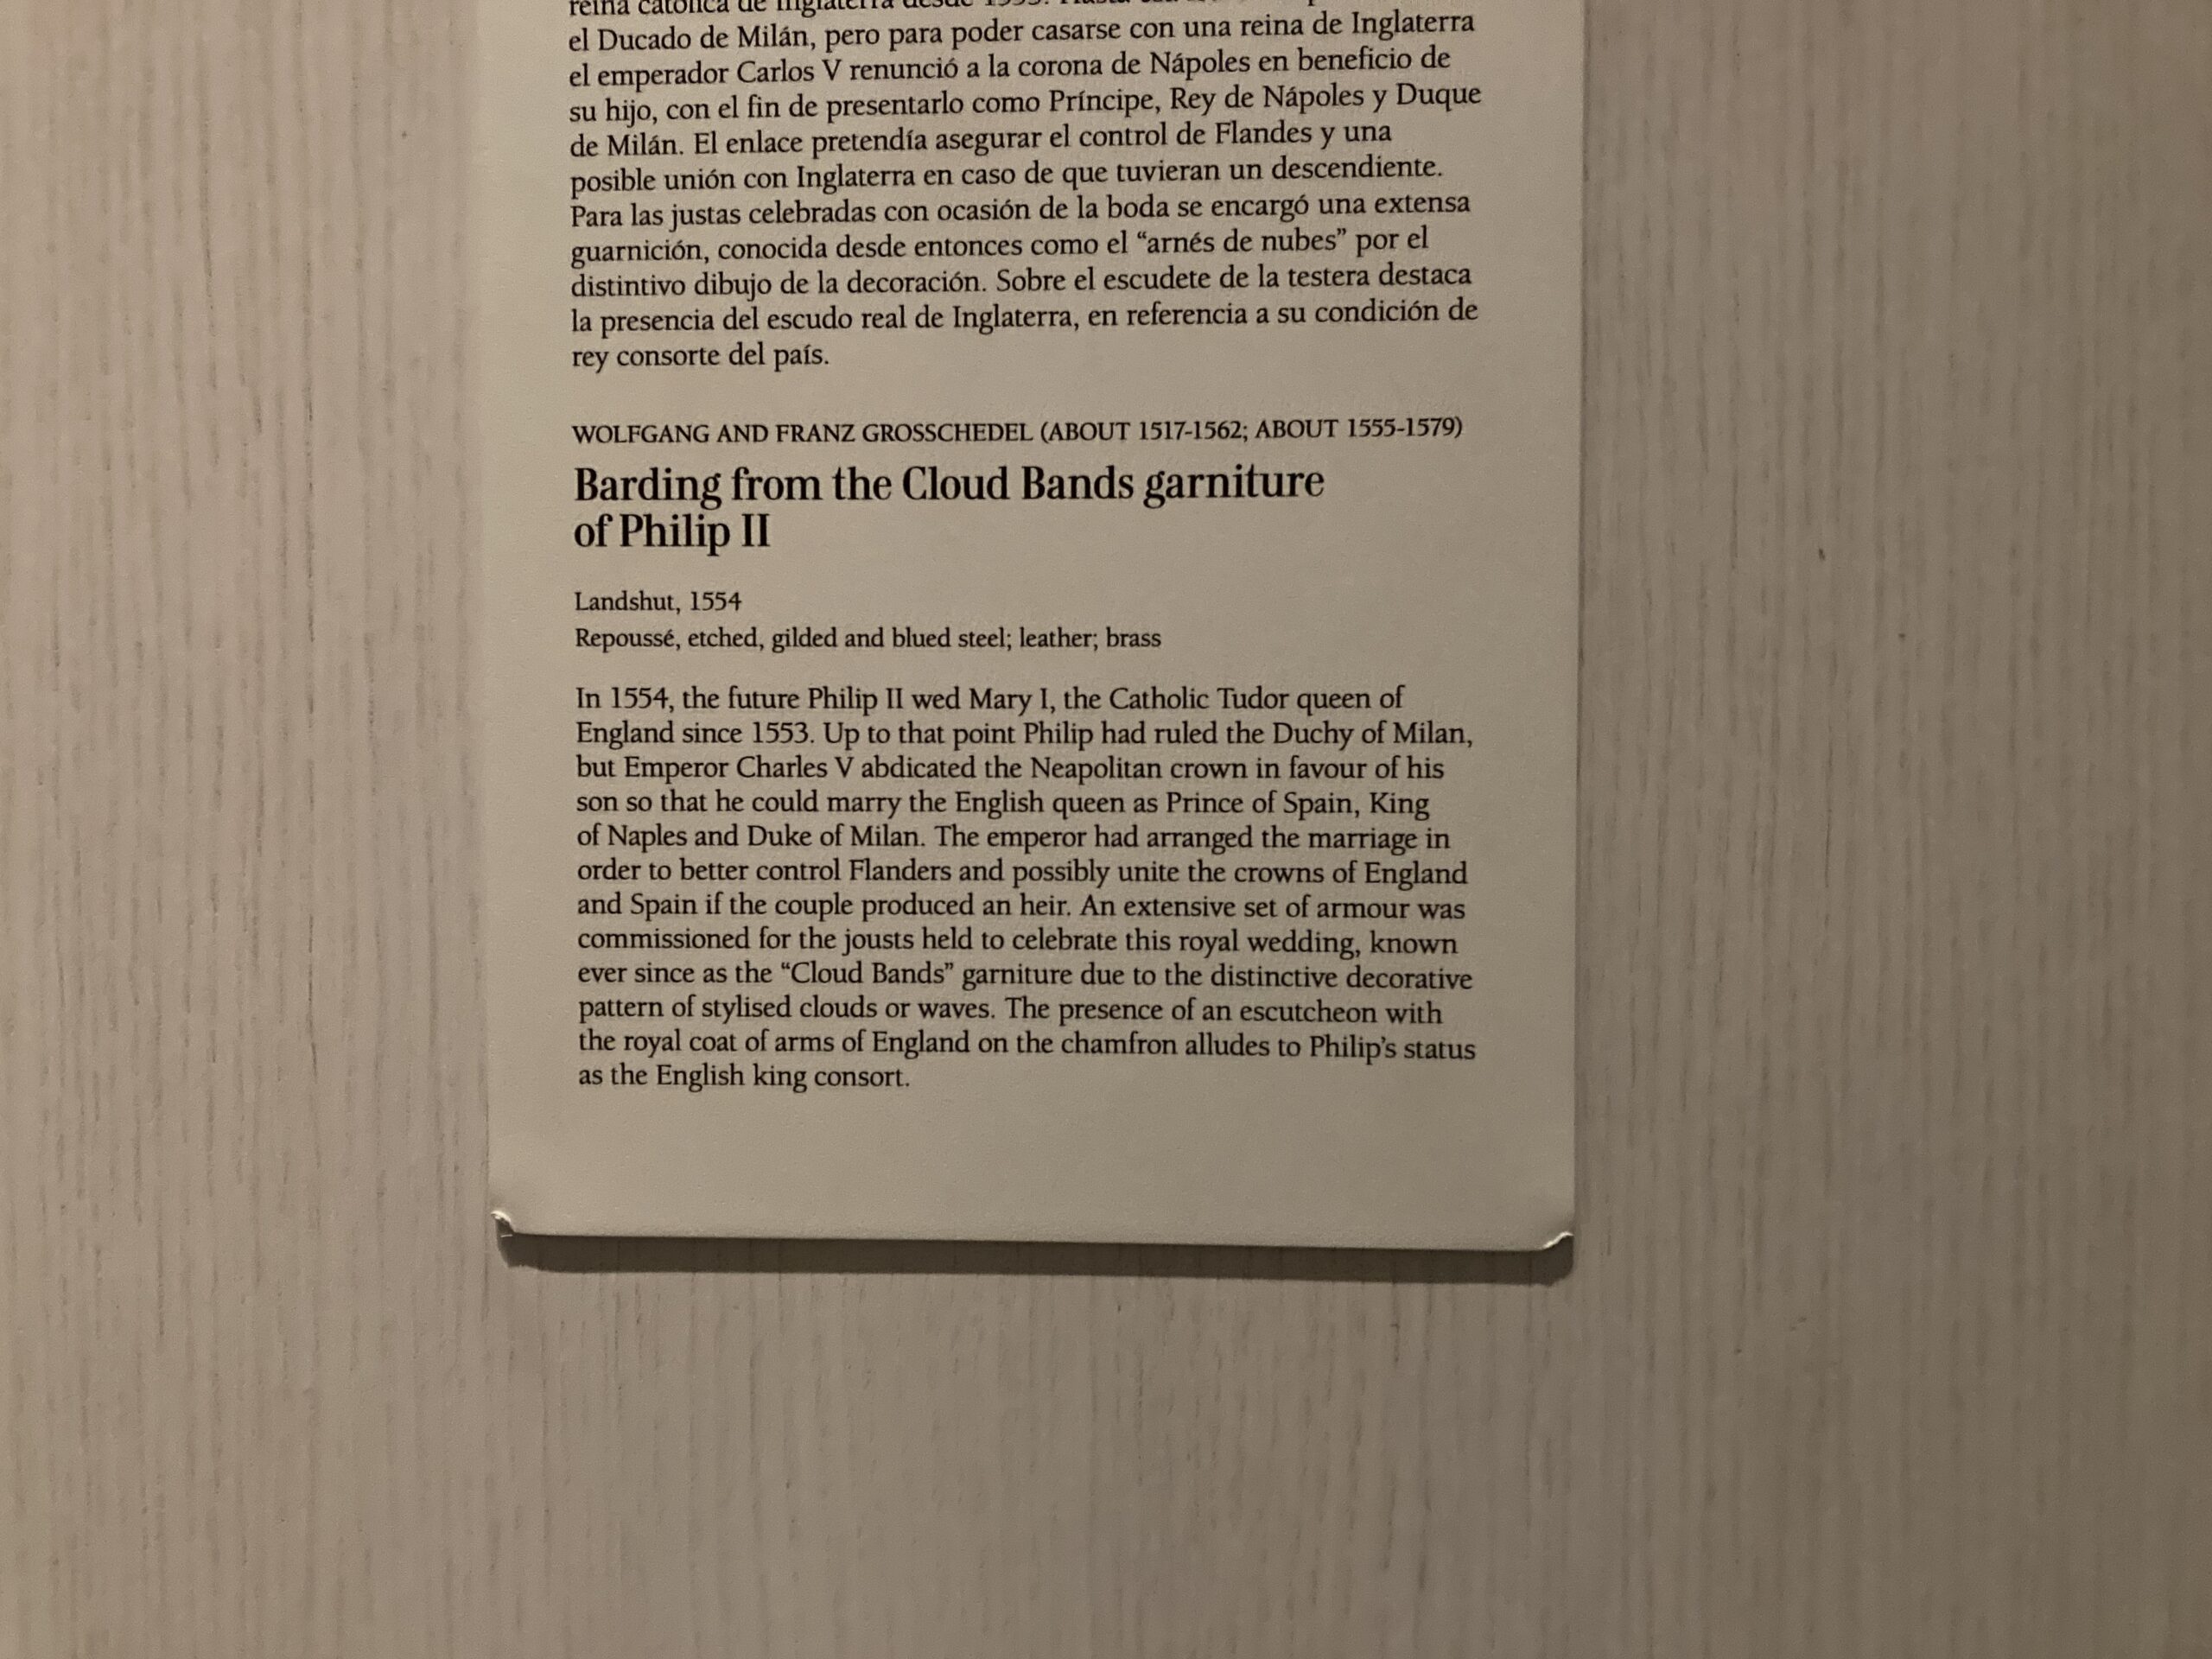 reina católica de Inglaterra desde 1553.
el Ducado de Milán, pero para poder casarse con una reina de Inglaterra
el emperador Carlos V renunció a la corona de Nápoles en beneficio de
su hijo, con el fin de presentarlo como Príncipe, Rey de Nápoles y Duque
de Milán. El enlace pretendía asegurar el control de Flandes y una
posible unión con Inglaterra en caso de que tuvieran un descendiente.
Para las justas celebradas con ocasión de la boda se encargó una extensa
guarnición, conocida desde entonces como el “arnés de nubes” por el
distintivo dibujo de la decoración. Sobre el escudete de la testera destaca
la presencia del escudo real de Inglaterra, en referencia a su condición de
rey consorte del país.
WOLFGANG AND FRANZ GROSSCHEDEL (ABOUT 1517-1562; ABOUT 1555-1579)
Barding from the Cloud Bands garniture
of Philip II
Landshut, 1554
Repoussé, etched, gilded and blued steel; leather; brass
In 1554, the future Philip II wed Mary I, the Catholic Tudor queen of
England since 1553. Up to that point Philip had ruled the Duchy of Milan,
but Emperor Charles V abdicated the Neapolitan crown in favour of his
son so that he could marry the English queen as Prince of Spain, King
of Naples and Duke of Milan. The emperor had arranged the marriage in
order to better control Flanders and possibly unite the crowns of England
and Spain if the couple produced an heir. An extensive set of armour was
commissioned for the jousts held to celebrate this royal wedding, known
ever since as the “Cloud Bands” garniture due to the distinctive decorative
pattern of stylised clouds or waves. The presence of an escutcheon with
the royal coat of arms of England on the chamfron alludes to Philip’s status
as the English king consort.